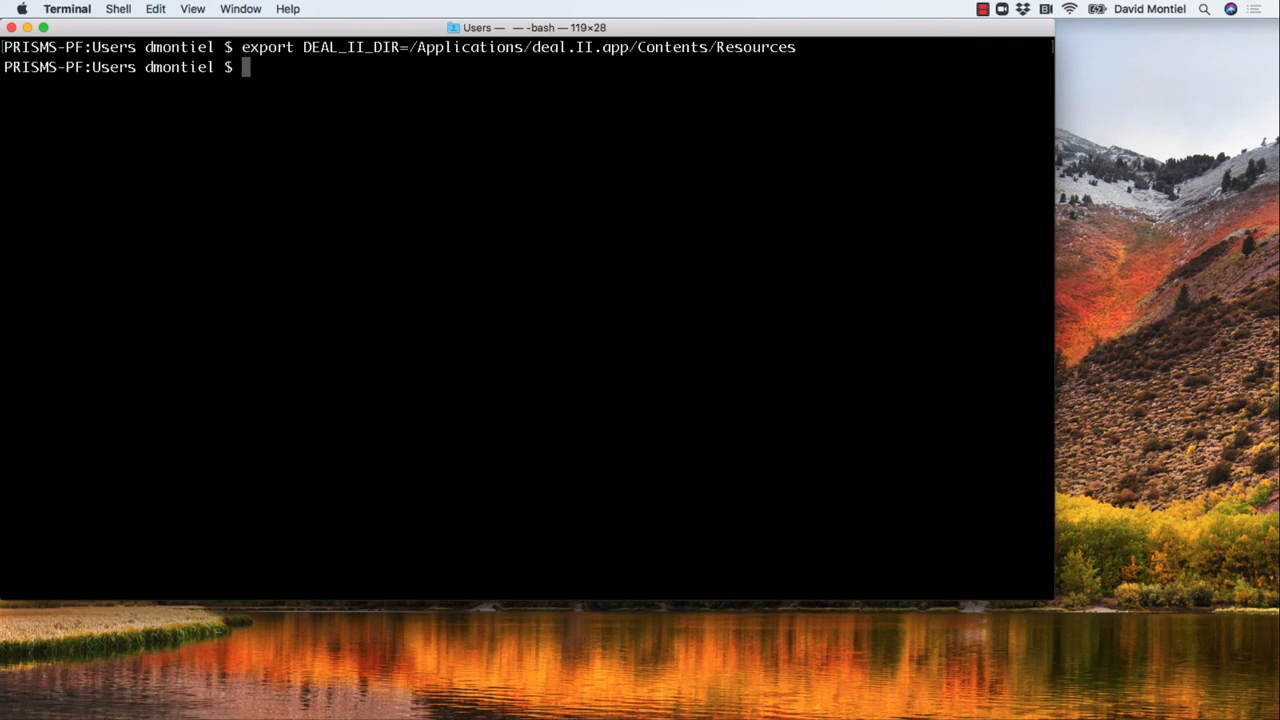 Terminal Shell Edit View Window Help David Montiel
Users — — -bash — 119×28
PRISMS-PF:Users dmontiel $ export DEAL_II_DIR=/Applications/deal.II.app/Contents/Resources
PRISMS-PF:Users dmontiel $